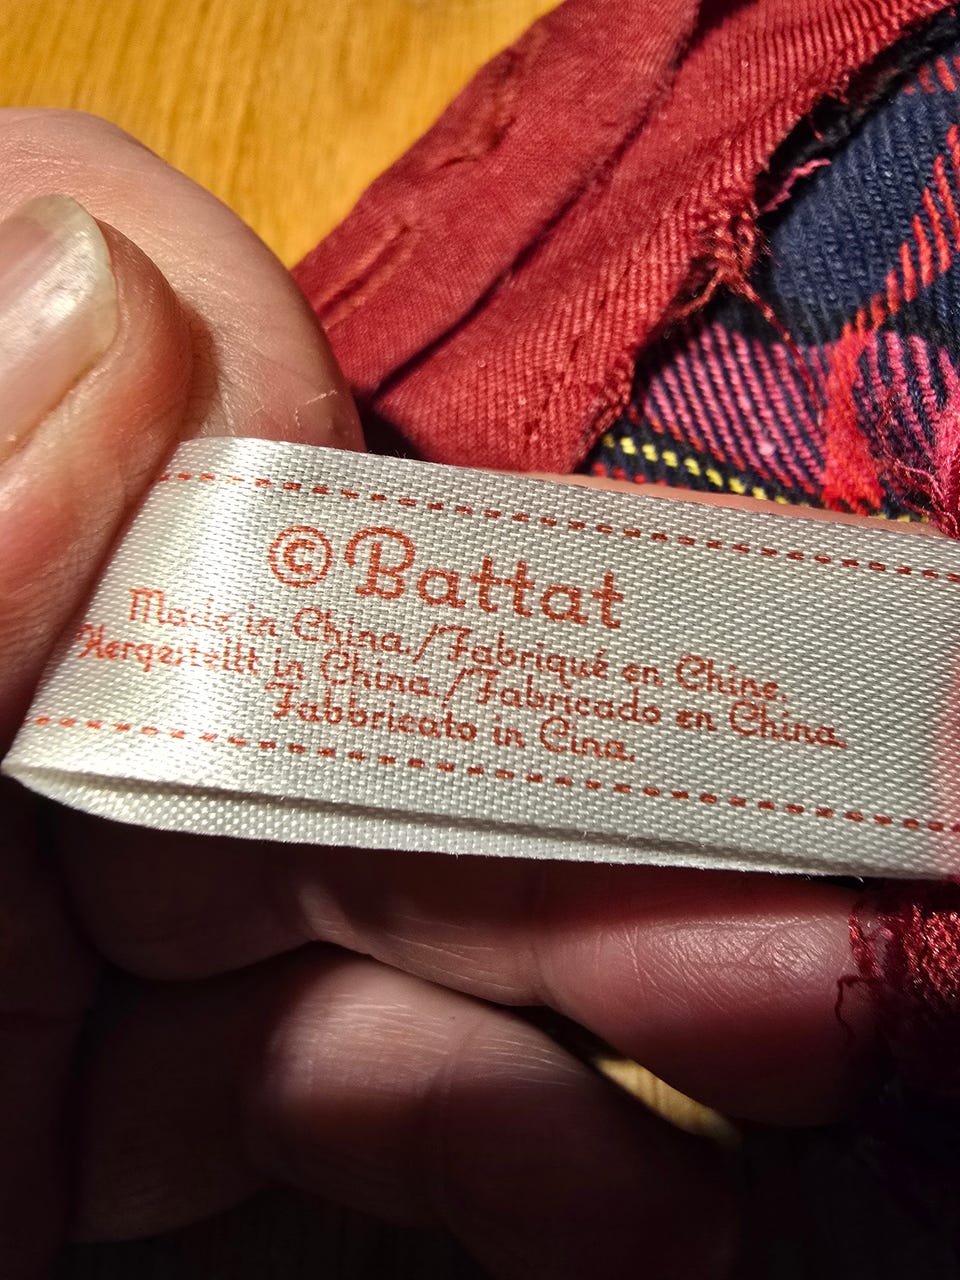 ©Battat
Made in China./Fabriqué en Chine.
Hergestellt in China./Fabricado en China.
Fabbricato in Cina.